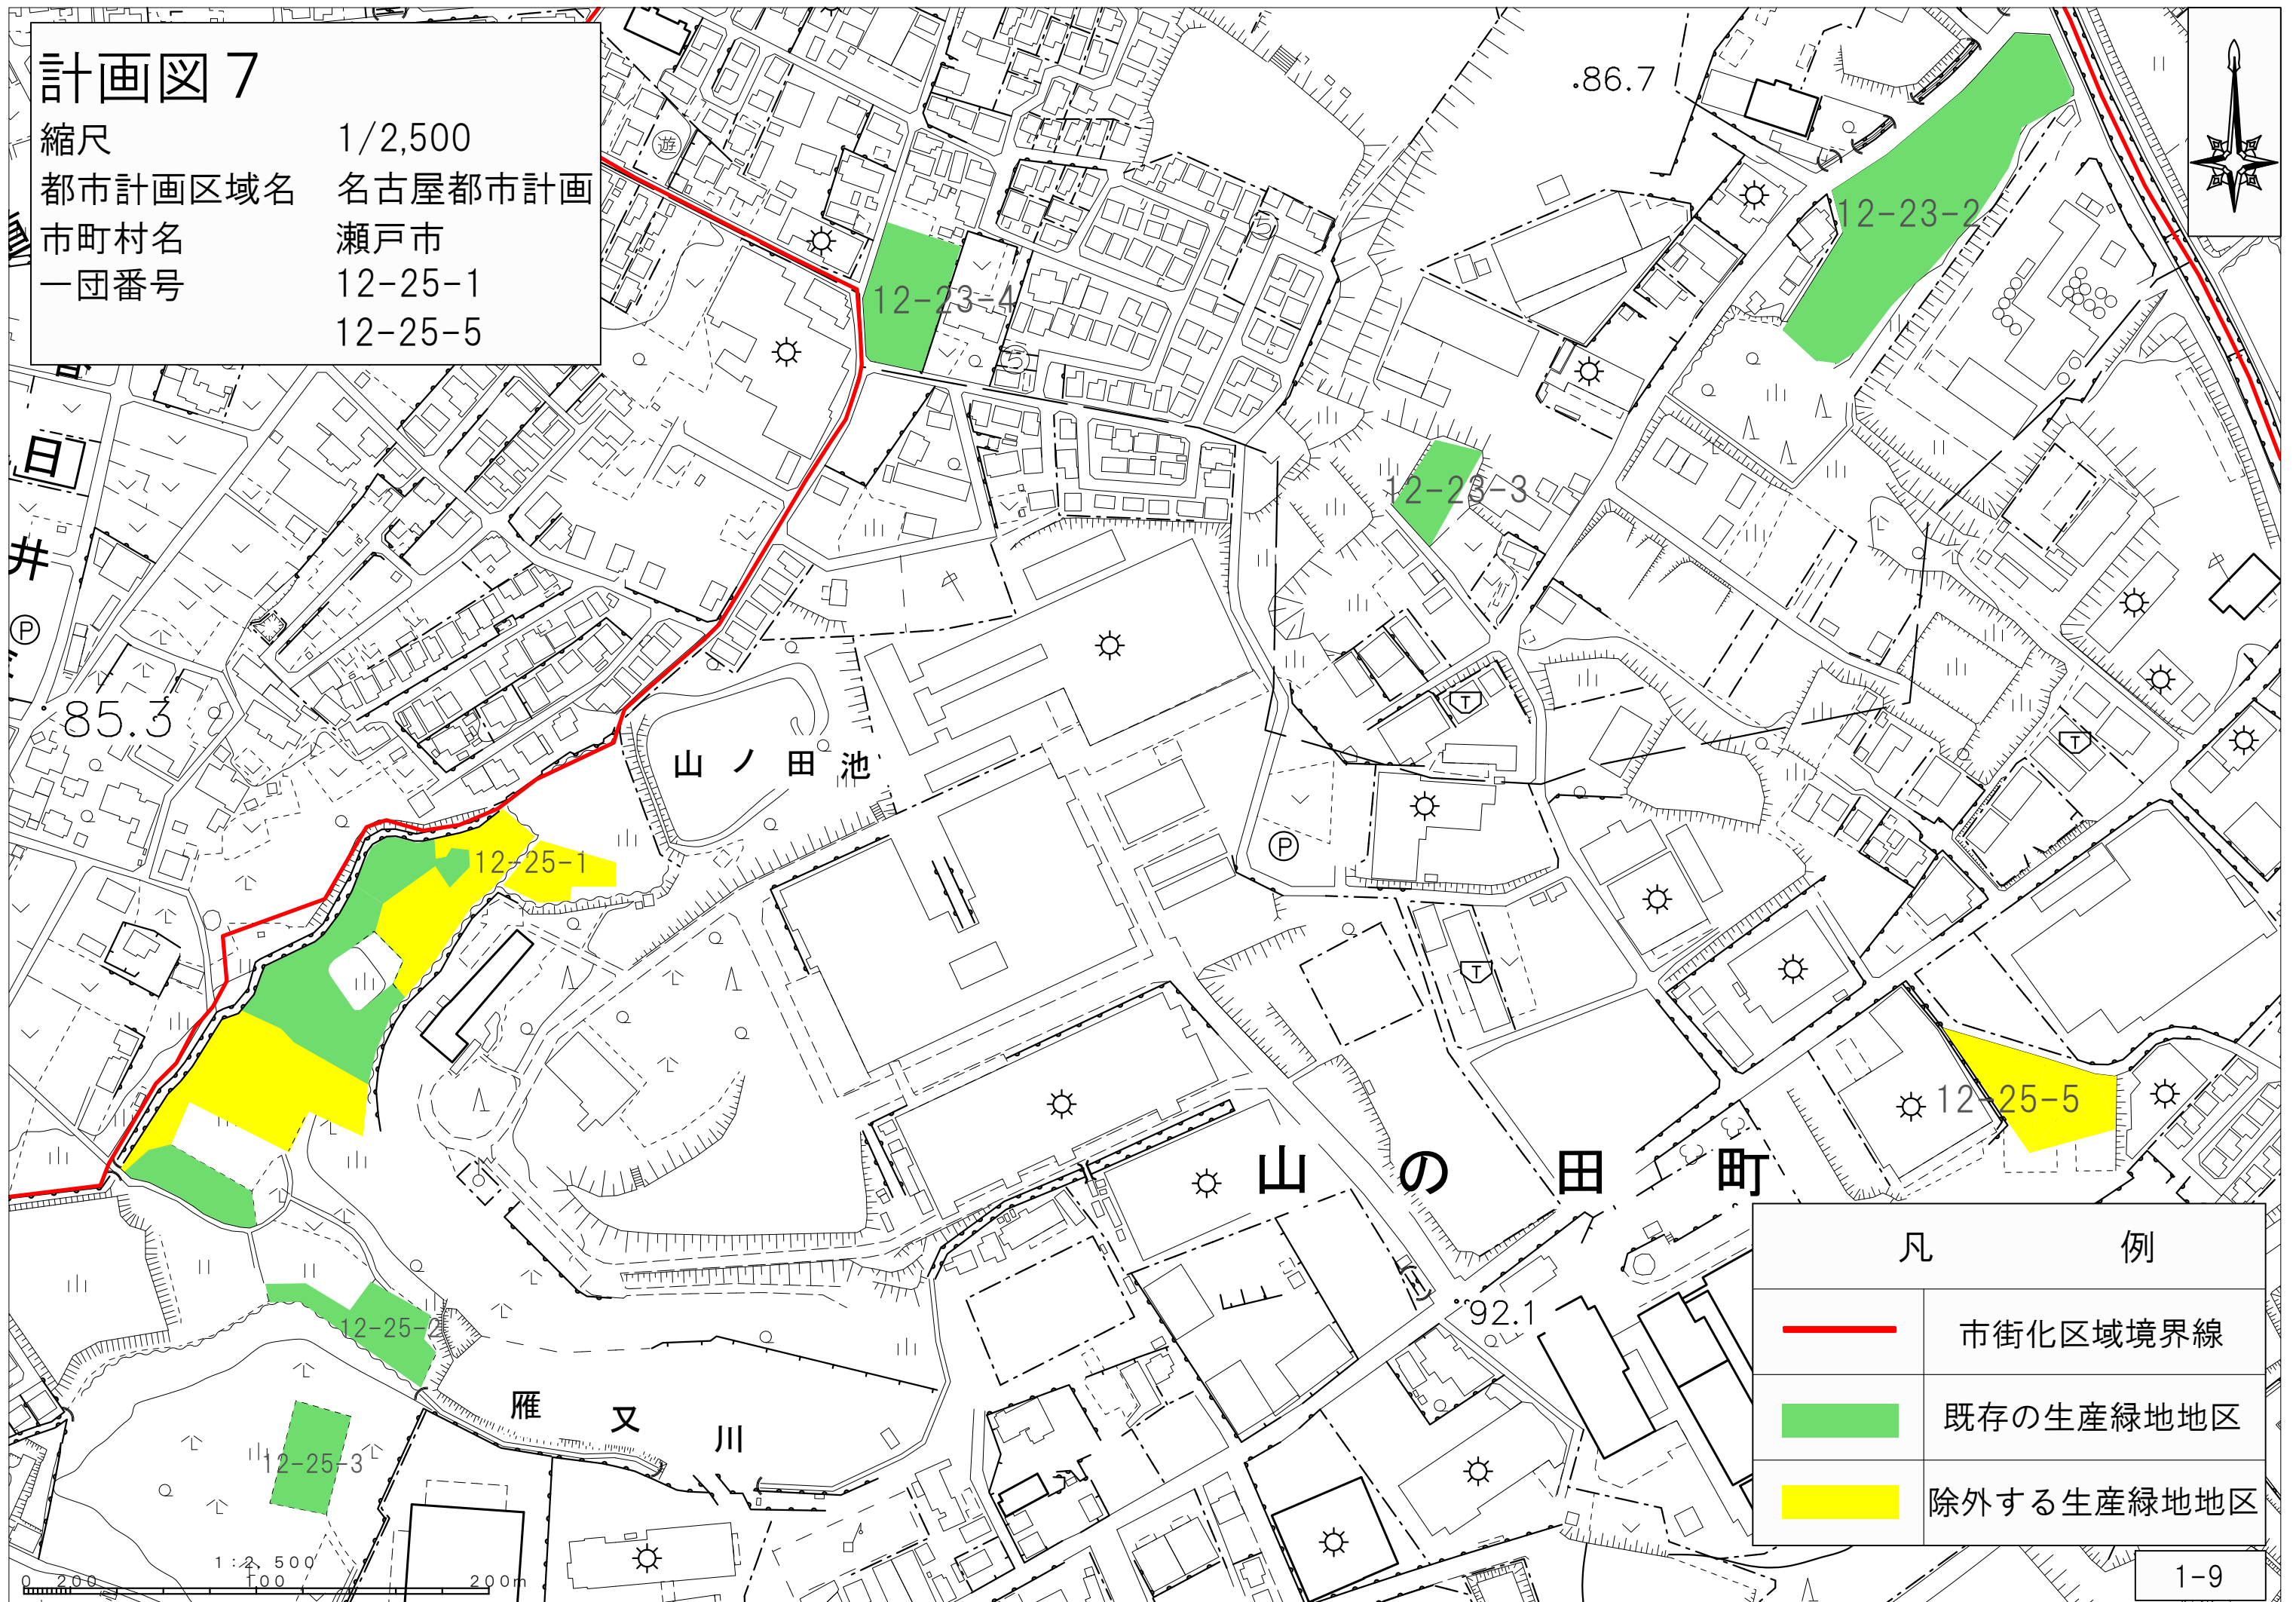 計画図７
縮尺 1/2,500
都市計画区域名 名古屋都市計画
市町村名 瀬戸市
一団番号 12-25-1
12-25-5
遊
.86.7
12-23-2
12-23-4
5
5
12-23-3
日
井
P
85.3
山ノ田池
T
T
P
12-25-1
T
12-25-5
山の田町
12-25-2
92.1
雁又川
12-25-3
凡例
市街化区域境界線
既存の生産緑地地区
除外する生産緑地地区
1:2,500
0 200 100 200m
1-9